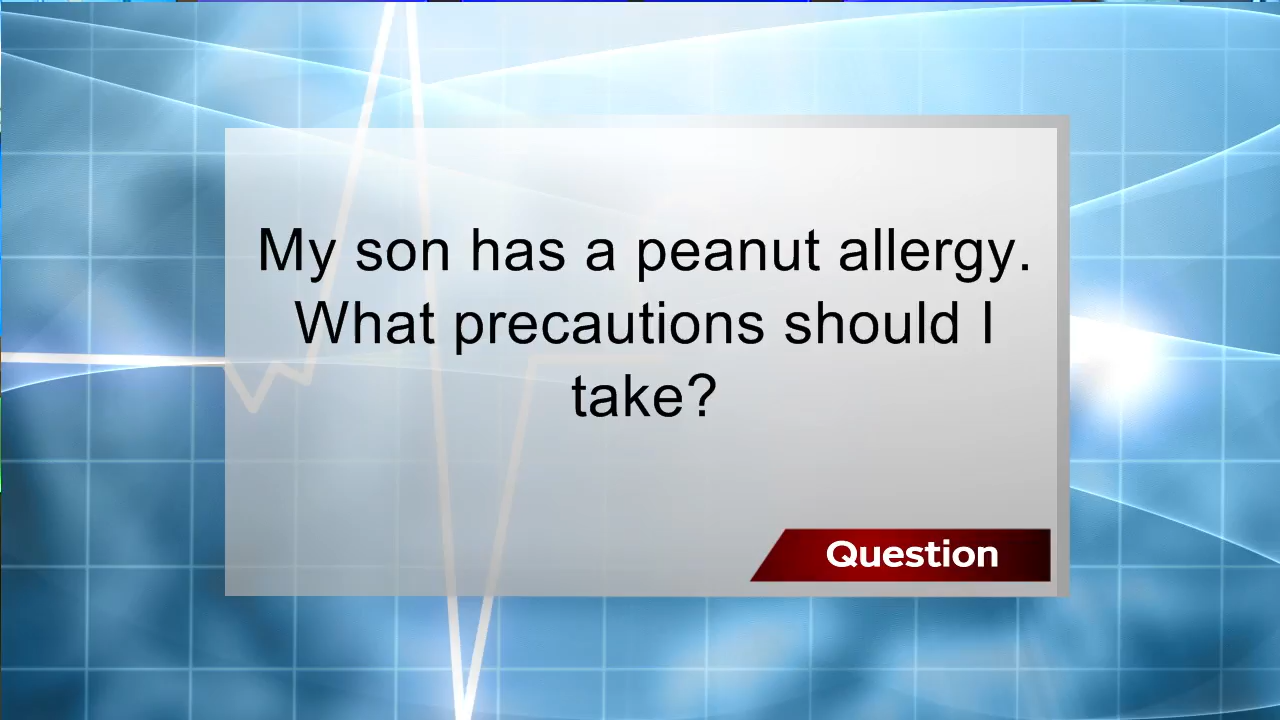 My son has a peanut allergy.
What precautions should I
take?
Question